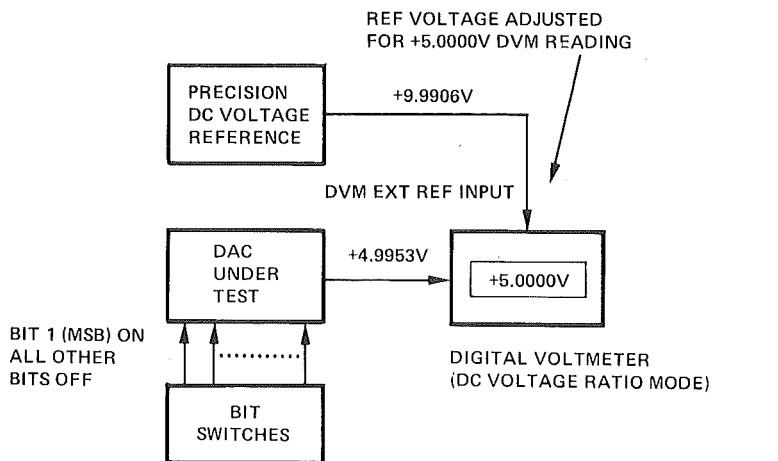 REF VOLTAGE ADJUSTED
FOR +5.0000V DVM READING
PRECISION
DC VOLTAGE
REFERENCE
+9.9906V
DVM EXT REF INPUT
DAC
UNDER
TEST
+4.9953V
+5.0000V
BIT 1 (MSB) ON
ALL OTHER
BITS OFF
DIGITAL VOLTMETER
(DC VOLTAGE RATIO MODE)
BIT
SWITCHES